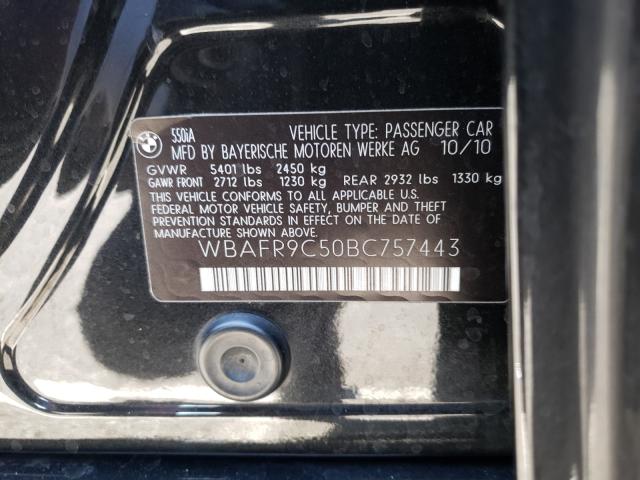 550iA VEHICLE TYPE: PASSENGER CAR
MFD BY BAYERISCHE MOTOREN WERKE AG 10/10
GVWR 5401 lbs 2450 kg
GAWR FRONT 2712 lbs 1230 kg REAR 2932 lbs 1330 kg
THIS VEHICLE CONFORMS TO ALL APPLICABLE U.S.
FEDERAL MOTOR VEHICLE SAFETY, BUMPER AND THEFT
PREVENTION STANDARDS IN EFFECT ON THE DATE OF
MANUFACTURE SHOWN ABOVE.
WBAFR9C50BC757443